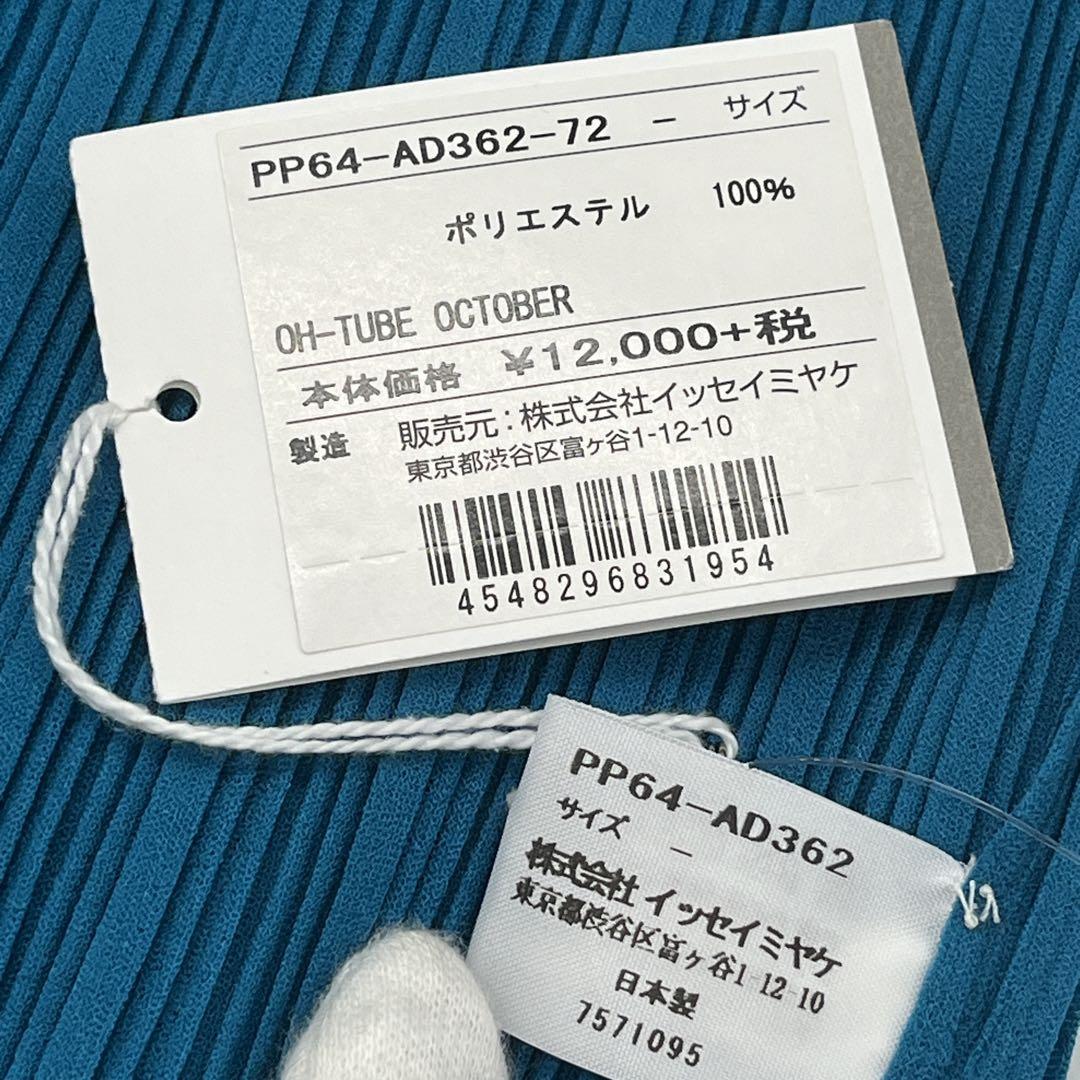 PP64-AD362-72 - サイズ
ポリエステル 100%
OH-TUBE OCTOBER
本体価格 ¥12,000+税
製造 販売元:株式会社イッセイミヤケ
東京都渋谷区富ヶ谷1-12-10
4548296831954
PP64-AD362
サイズ -
株式会社 イッセイミヤケ
東京都渋谷区富ヶ谷1-12-10
日本製
7571095